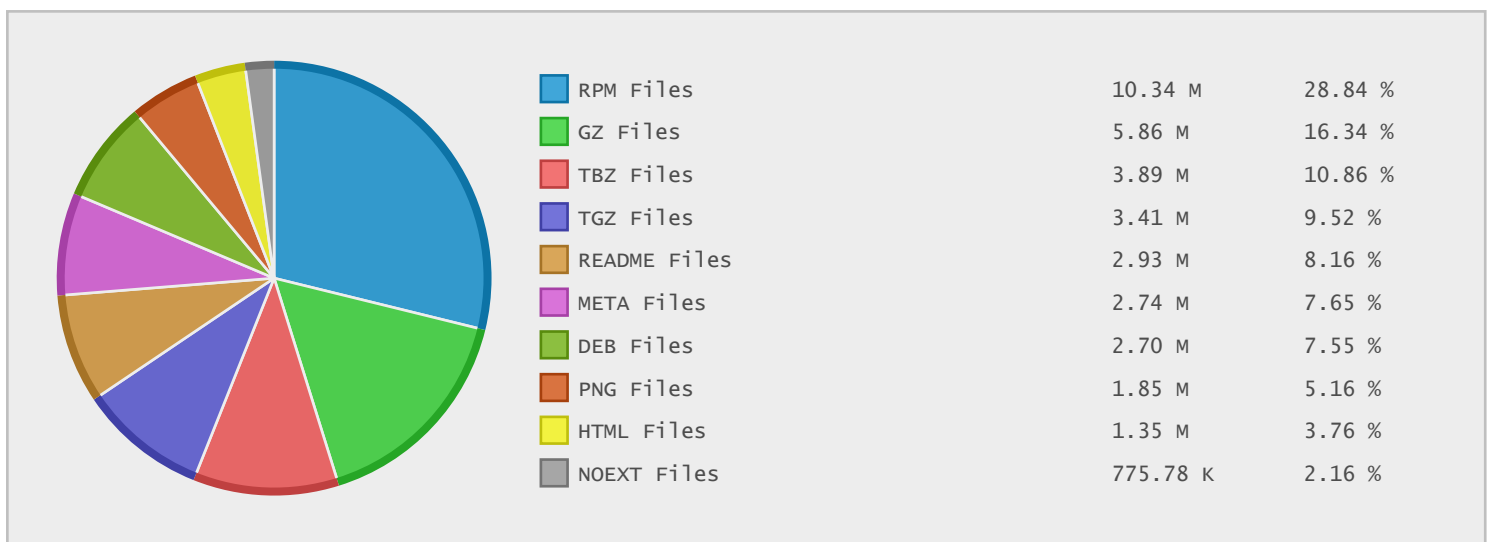 RPM Files 10.34 M 28.84 %
GZ Files 5.86 M 16.34 %
TBZ Files 3.89 M 10.86 %
TGZ Files 3.41 M 9.52 %
README Files 2.93 M 8.16 %
META Files 2.74 M 7.65 %
DEB Files 2.70 M 7.55 %
PNG Files 1.85 M 5.16 %
HTML Files 1.35 M 3.76 %
NOEXT Files 775.78 K 2.16 %